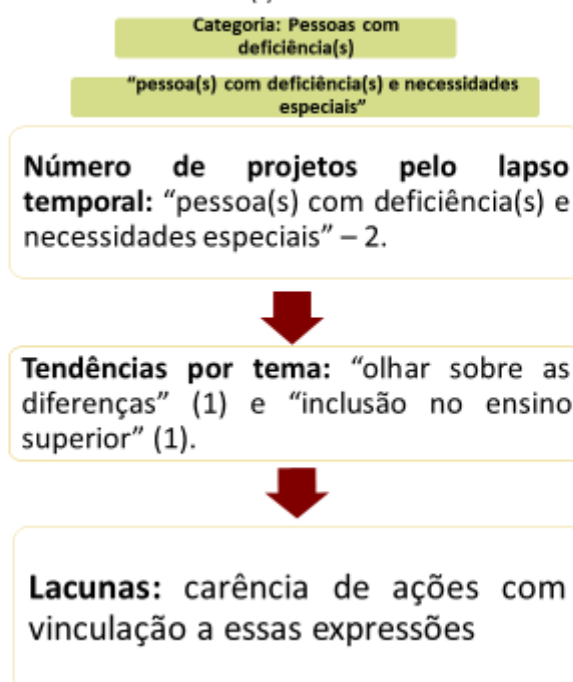 Categoria: Pessoas com
deficiência(s)
“pessoa(s) com deficiência(s) e necessidades
especiais”
Número de projetos pelo lapso
temporal: “pessoa(s) com deficiência(s) e
necessidades especiais” – 2.
Tendências por tema: “olhar sobre as
diferenças” (1) e “inclusão no ensino
superior” (1).
Lacunas: carência de ações com
vinculação a essas expressões